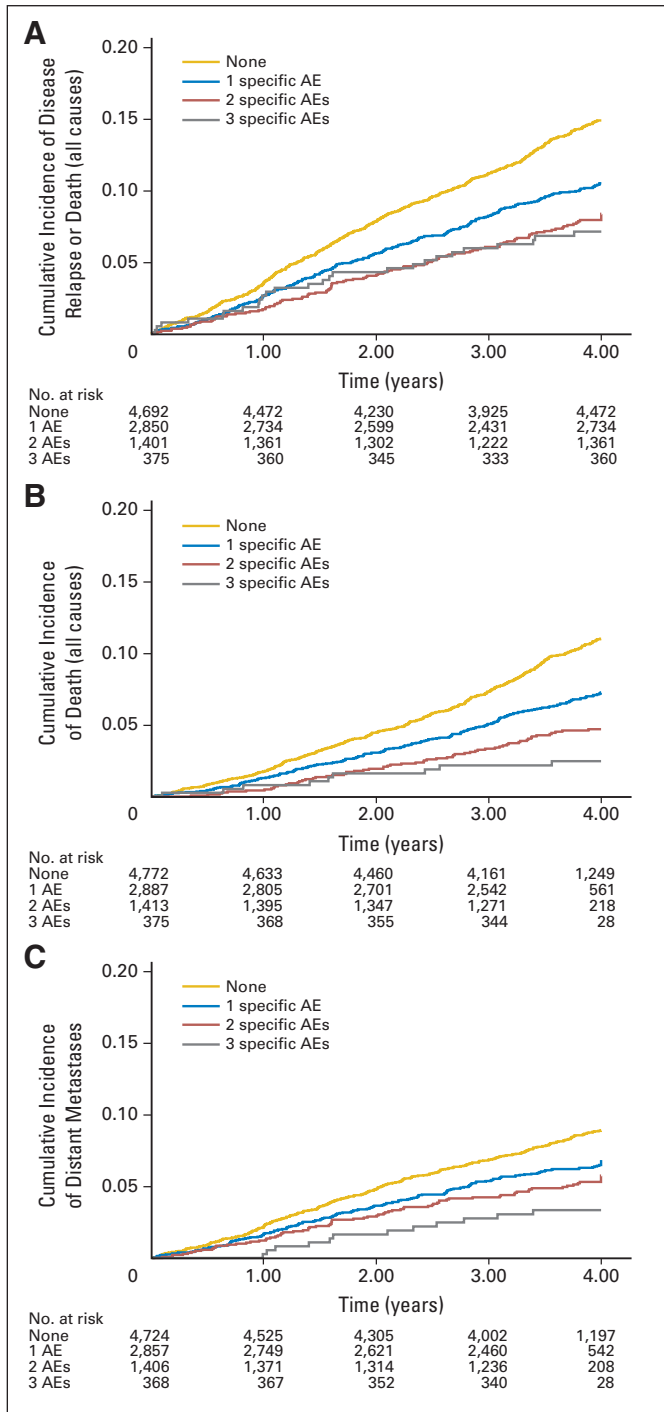 A
0.20
None
1 specific AE
2 specific AEs
3 specific AEs
0.15
0.10
0.05
Cumulative Incidence of Disease
Relapse or Death (all causes)
0 1.00 2.00 3.00 4.00
Time (years)
No. at risk
None 4,692 4,472 4,230 3,925 4,472
1 AE 2,850 2,734 2,599 2,431 2,734
2 AEs 1,401 1,361 1,302 1,222 1,361
3 AEs 375 360 345 333 360
B
0.20
None
1 specific AE
2 specific AEs
3 specific AEs
0.15
0.10
0.05
Cumulative Incidence
of Death (all causes)
0 1.00 2.00 3.00 4.00
Time (years)
No. at risk
None 4,772 4,633 4,460 4,161 1,249
1 AE 2,887 2,805 2,701 2,542 561
2 AEs 1,413 1,395 1,347 1,271 218
3 AEs 375 368 355 344 28
C
0.20
None
1 specific AE
2 specific AEs
3 specific AEs
0.15
0.10
0.05
Cumulative Incidence
of Distant Metastases
0 1.00 2.00 3.00 4.00
Time (years)
No. at risk
None 4,724 4,525 4,305 4,002 1,197
1 AE 2,857 2,749 2,621 2,460 542
2 AEs 1,406 1,371 1,314 1,236 208
3 AEs 368 367 352 340 28